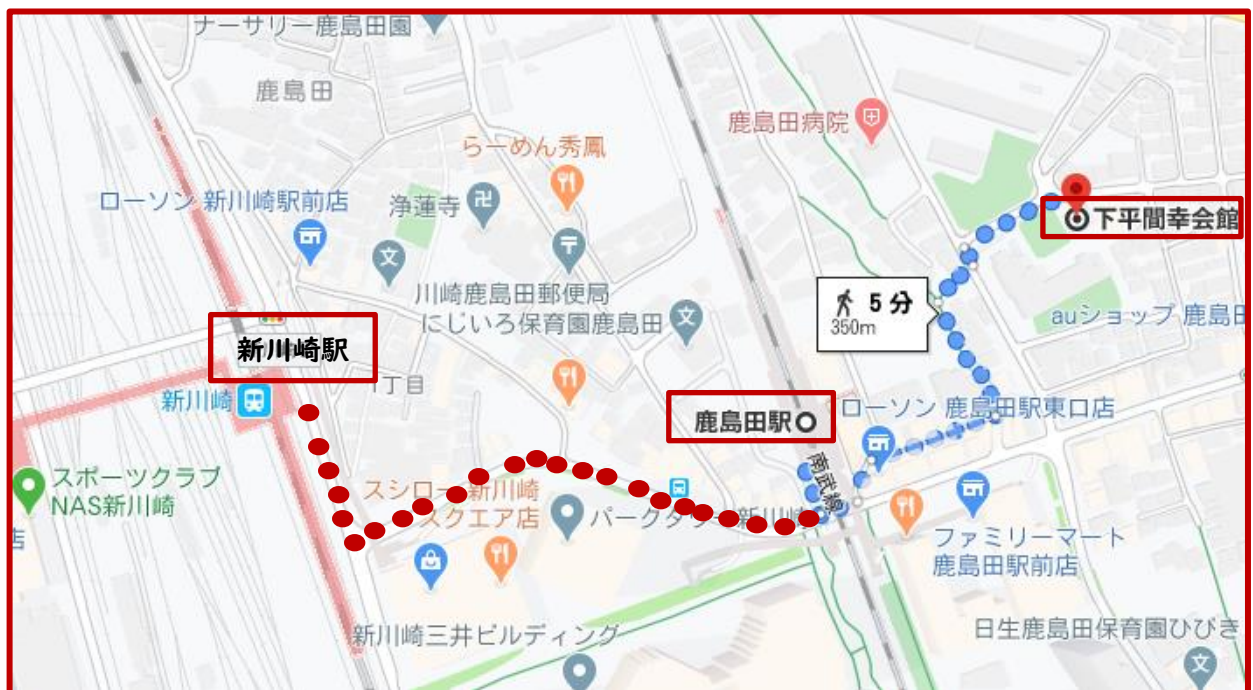 ナーサリー鹿島田園
鹿島田
鹿島田病院
らーめん秀鳳
ローソン 新川崎駅前店
浄蓮寺
文
下平間幸会館
川崎鹿島田郵便局
にじいろ保育園鹿島田
文
5 分
350m
auショップ 鹿島田
新川崎駅
1丁目
新川崎
鹿島田駅
ローソン 鹿島田駅東口店
南武線
スポーツクラブ
NAS新川崎
店
スシロー 新川崎
スクエア店
パークタワー新川崎
ファミリーマート
鹿島田駅前店
新川崎三井ビルディング
日生鹿島田保育園ひびき
文